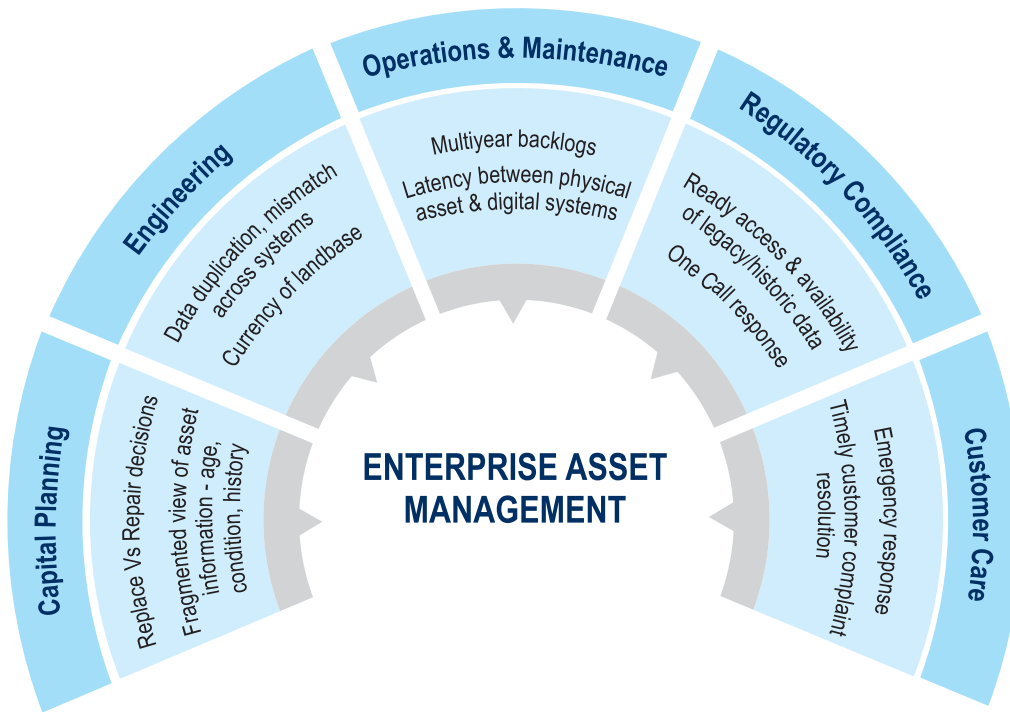 Capital Planning
Replace Vs Repair decisions
Fragmented view of asset
information - age,
condition, history
Engineering
Data duplication, mismatch
across systems
Currency of landbase
Operations & Maintenance
Multiyear backlogs
Latency between physical
asset & digital systems
Regulatory Compliance
Ready access & availability
of legacy/historic data
One Call response
Customer Care
Emergency response
Timely customer complaint
resolution
ENTERPRISE ASSET
MANAGEMENT